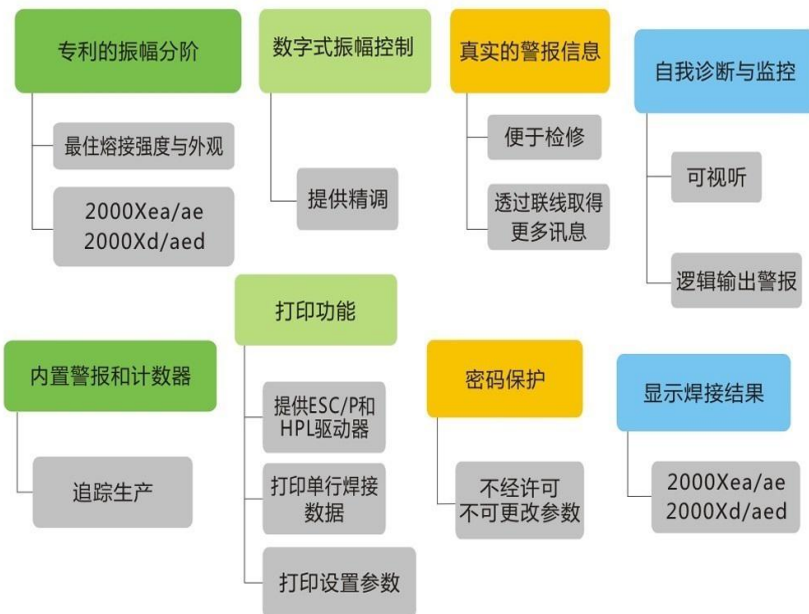 专利的振幅分阶
最住熔接强度与外观
2000Xea/ae
2000Xd/aed
数字式振幅控制
提供精调
真实的警报信息
便于检修
透过联线取得
更多讯息
自我诊断与监控
可视听
逻辑输出警报
内置警报和计数器
追踪生产
打印功能
提供ESC/P和
HPL驱动器
打印单行焊接
数据
打印设置参数
密码保护
不经许可
不可更改参数
显示焊接结果
2000Xea/ae
2000Xd/aed